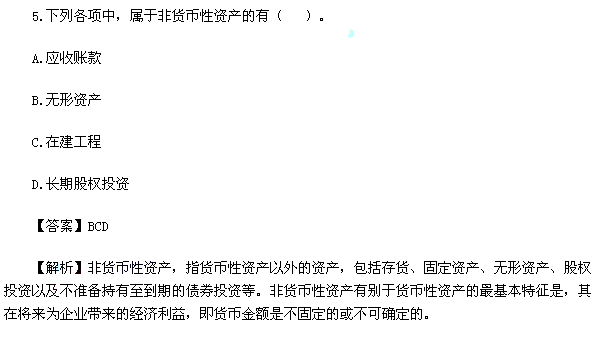 5.下列各项中，属于非货币性资产的有（   ）。
A.应收账款
B.无形资产
C.在建工程
D.长期股权投资
【答案】BCD
【解析】非货币性资产，指货币性资产以外的资产，包括存货、固定资产、无形资产、股权
投资以及不准备持有至到期的债券投资等。非货币性资产有别于货币性资产的最基本特征是，其
在将来为企业带来的经济利益，即货币金额是不固定的或不可确定的。